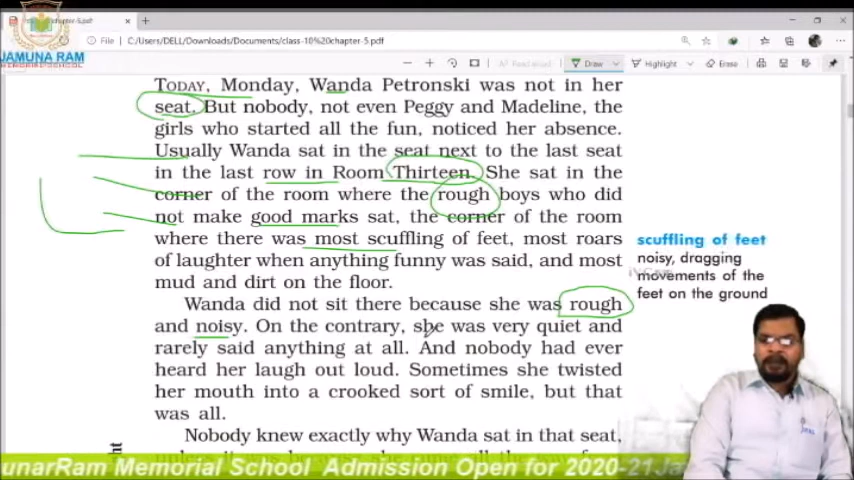 chapter-5.pdf
JAMUNA RAM
File | C:/Users/DELL/Downloads/Documents/class-10%20chapter-5.pdf
Draw
Highlight
Erase
TODAY, Monday, Wanda Petronski was not in her
seat. But nobody, not even Peggy and Madeline, the
girls who started all the fun, noticed her absence.
Usually Wanda sat in the seat next to the last seat
in the last row in Room Thirteen. She sat in the
corner of the room where the rough boys who did
not make good marks sat, the corner of the room
where there was most scuffling of feet, most roars
of laughter when anything funny was said, and most
mud and dirt on the floor.
scuffling of feet
noisy, dragging
movements of the
feet on the ground
Wanda did not sit there because she was rough
and noisy. On the contrary, she was very quiet and
rarely said anything at all. And nobody had ever
heard her laugh out loud. Sometimes she twisted
her mouth into a crooked sort of smile, but that
was all.
Nobody knew exactly why Wanda sat in that seat,
unarRam Memorial School Admission Open for 2020-21Ja